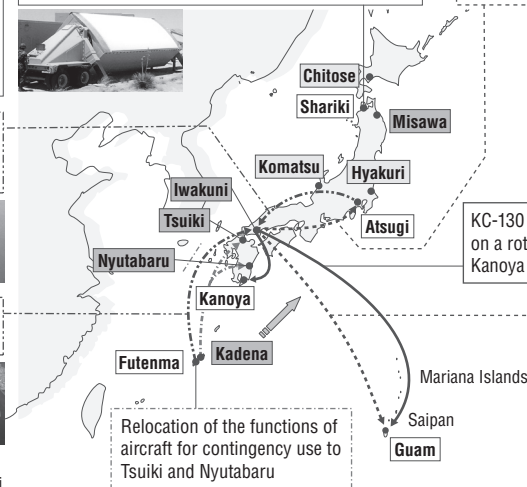 Chitose
Shariki
Misawa
Komatsu
Hyakuri
Iwakuni
Tsuiki
Atsugi
KC-130
on a rot
Kanoya
Nyutabaru
Kanoya
Futenma
Kadena
Mariana Islands
Saipan
Guam
Relocation of the functions of
aircraft for contingency use to
Tsuiki and Nyutabaru